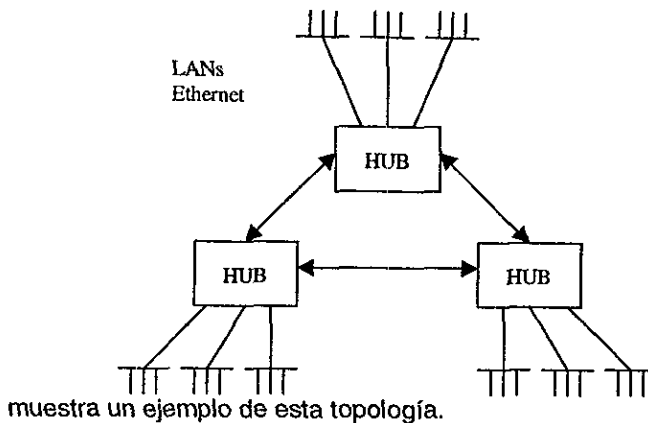 LANs
Ethernet
HUB
HUB
HUB
muestra un ejemplo de esta topología.